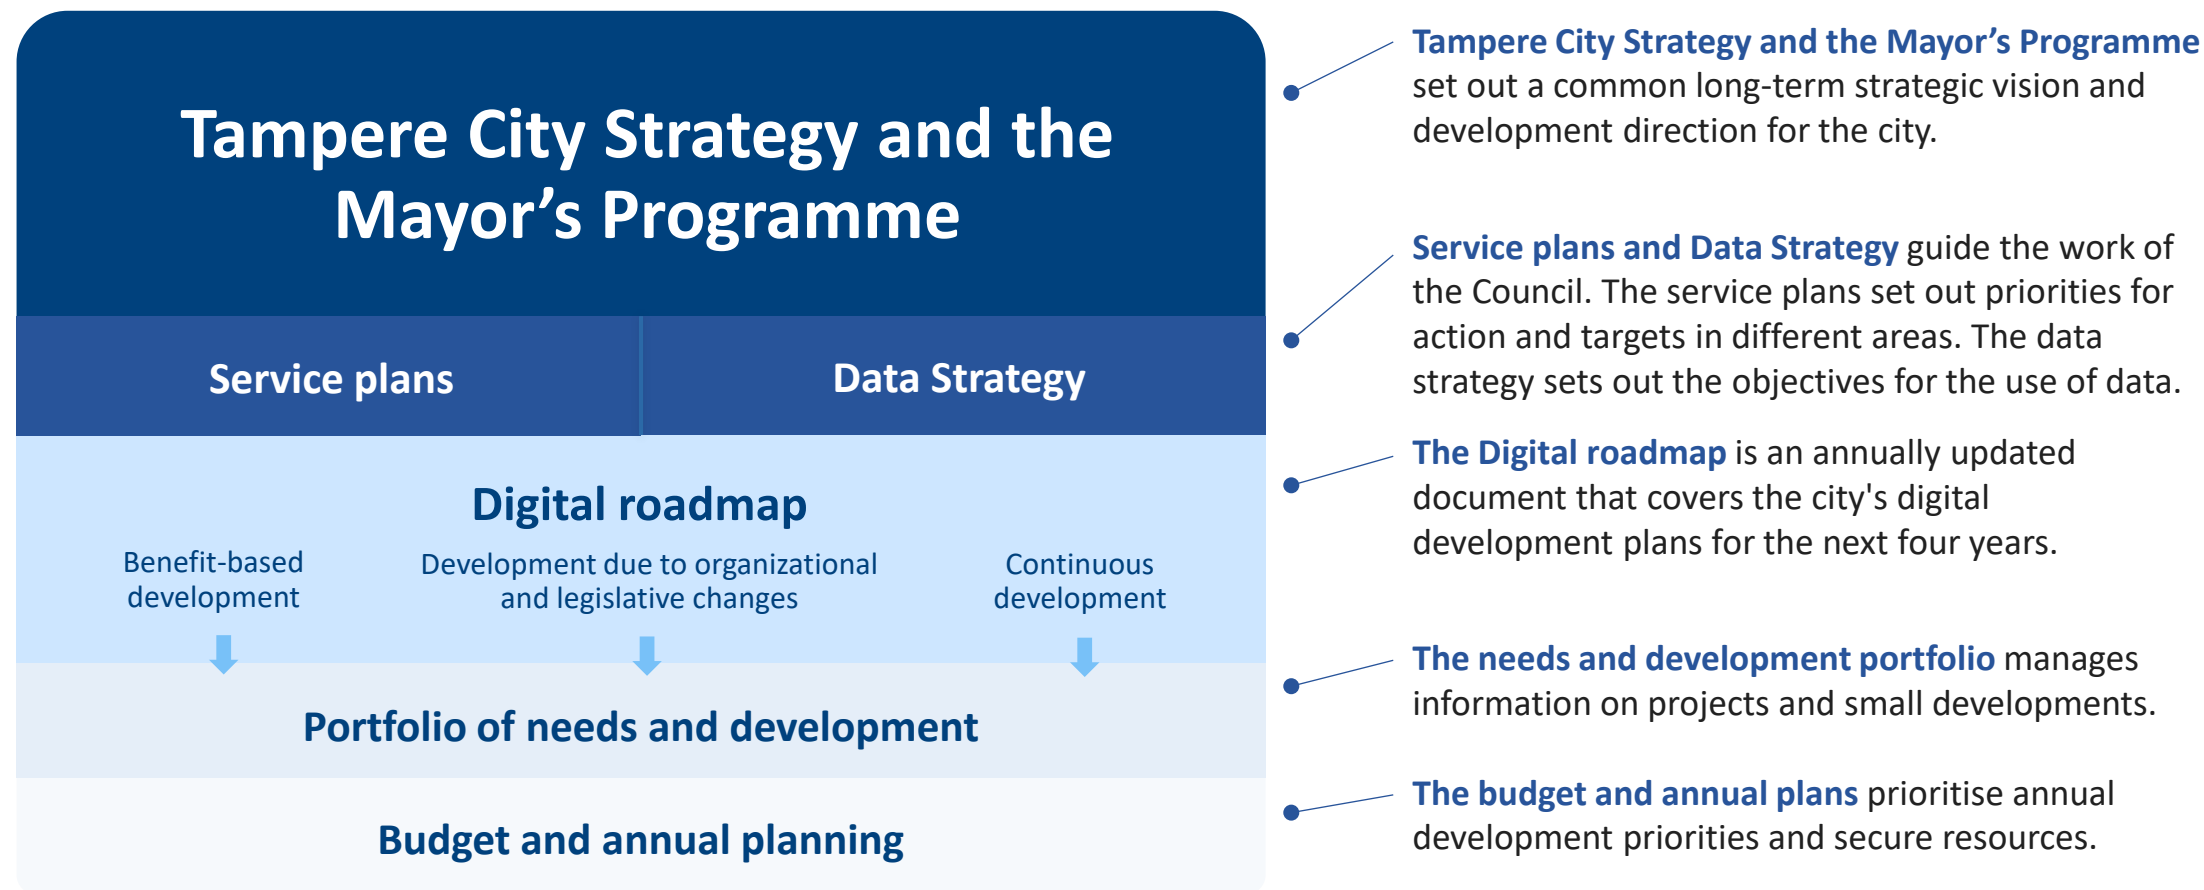 Tampere City Strategy and the
Mayor’s Programme
Service plans
Data Strategy
Digital roadmap
Benefit-based
development
Development due to organizational
and legislative changes
Continuous
development
Portfolio of needs and development
Budget and annual planning
Tampere City Strategy and the Mayor’s Programme
set out a common long-term strategic vision and
development direction for the city.
Service plans and Data Strategy guide the work of
the Council. The service plans set out priorities for
action and targets in different areas. The data
strategy sets out the objectives for the use of data.
The Digital roadmap is an annually updated
document that covers the city's digital
development plans for the next four years.
The needs and development portfolio manages
information on projects and small developments.
The budget and annual plans prioritise annual
development priorities and secure resources.